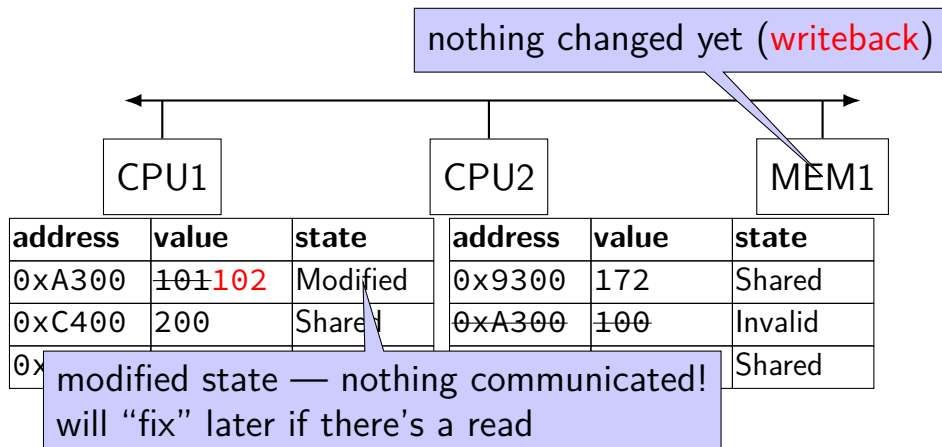 nothing changed yet (writeback)
CPU1 CPU2 MEM1
address value state address value state
0xA300 101102 Modified 0x9300 172 Shared
0xC400 200 Shared 0xA300 100 Invalid
Shared
modified state — nothing communicated!
will “fix” later if there's a read